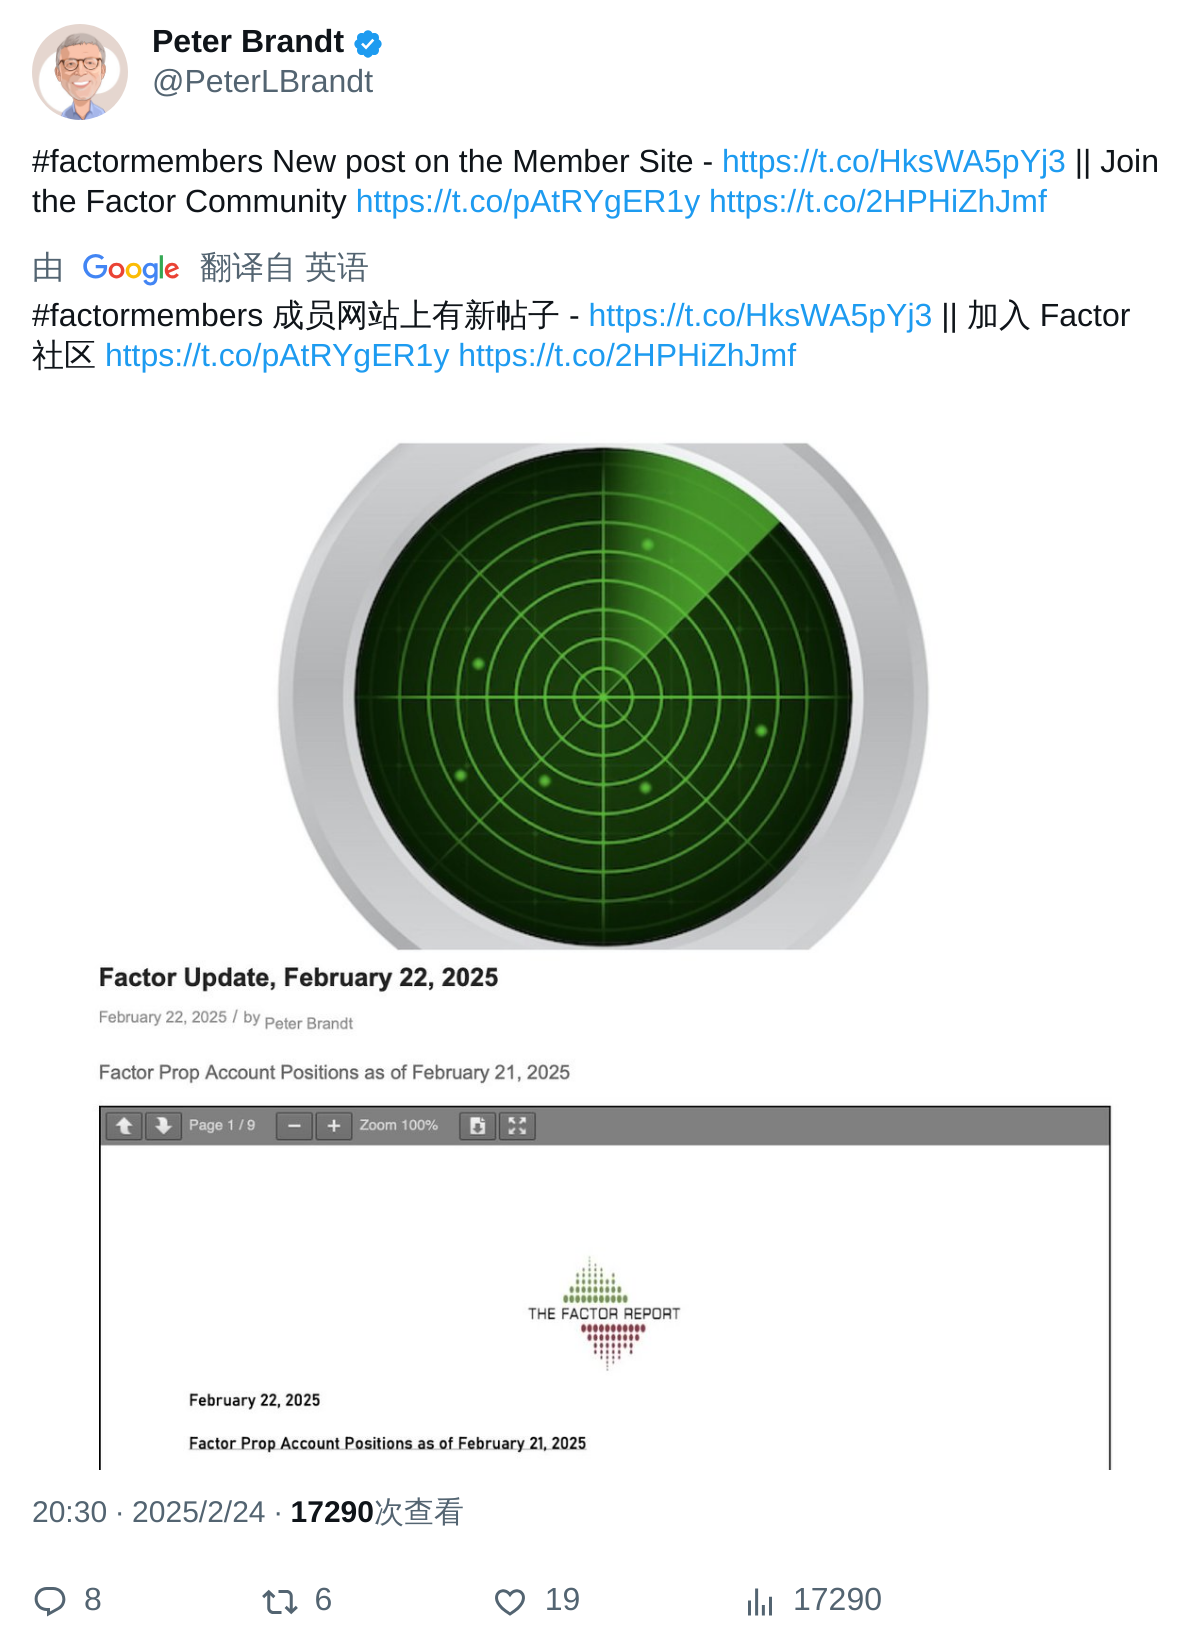 Peter Brandt
@PeterLBrandt
#factormembers New post on the Member Site - https://t.co/HksWA5pYj3 || Join
the Factor Community https://t.co/pAtRYgER1y https://t.co/2HPHiZhJmf
由 Google 翻译自 英语
#factormembers 成员网站上有新帖子 - https://t.co/HksWA5pYj3 || 加入 Factor
社区 https://t.co/pAtRYgER1y https://t.co/2HPHiZhJmf
Factor Update, February 22, 2025
February 22, 2025 / by Peter Brandt
Factor Prop Account Positions as of February 21, 2025
Page 1 / 9 Zoom 100%
THE FACTOR REPORT
February 22, 2025
Factor Prop Account Positions as of February 21, 2025
20:30 · 2025/2/24 · 17290次查看
8 6 19 17290